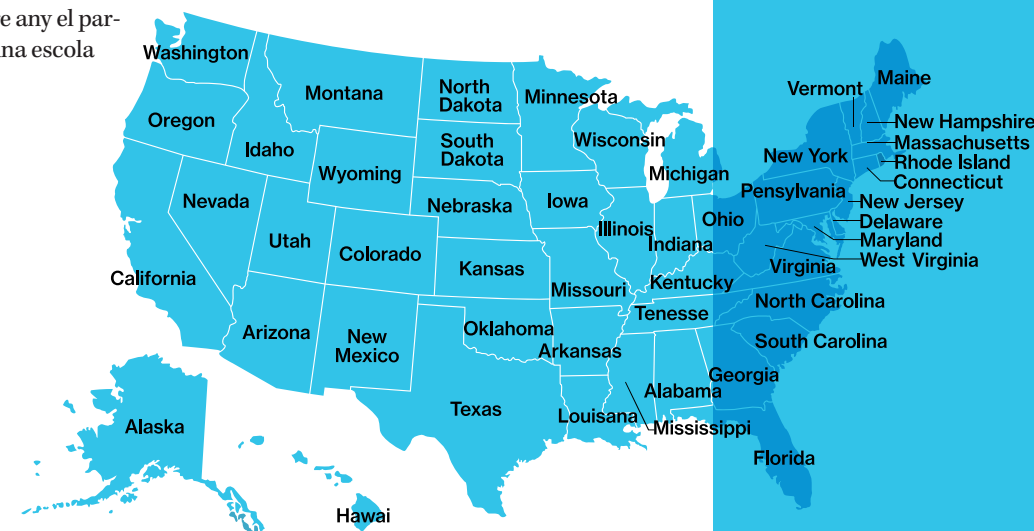 e any el par-
na escola
Washington
Montana
North
Dakota
Minnesota
Vermont
Maine
Oregon
Idaho
South
Dakota
Wisconsin
New Hampshire
Massachusetts
Wyoming
Michigan
New York
Rhode Island
Connecticut
Nevada
Nebraska
Iowa
Pensylvania
New Jersey
Utah
Colorado
Illinois
Indiana
Ohio
Delaware
Maryland
West Virginia
California
Kansas
Missouri
Kentucky
Virginia
Arizona
New
Mexico
Oklahoma
Arkansas
Tenesse
North Carolina
South Carolina
Texas
Louisana
Alabama
Georgia
Mississippi
Alaska
Florida
Hawai